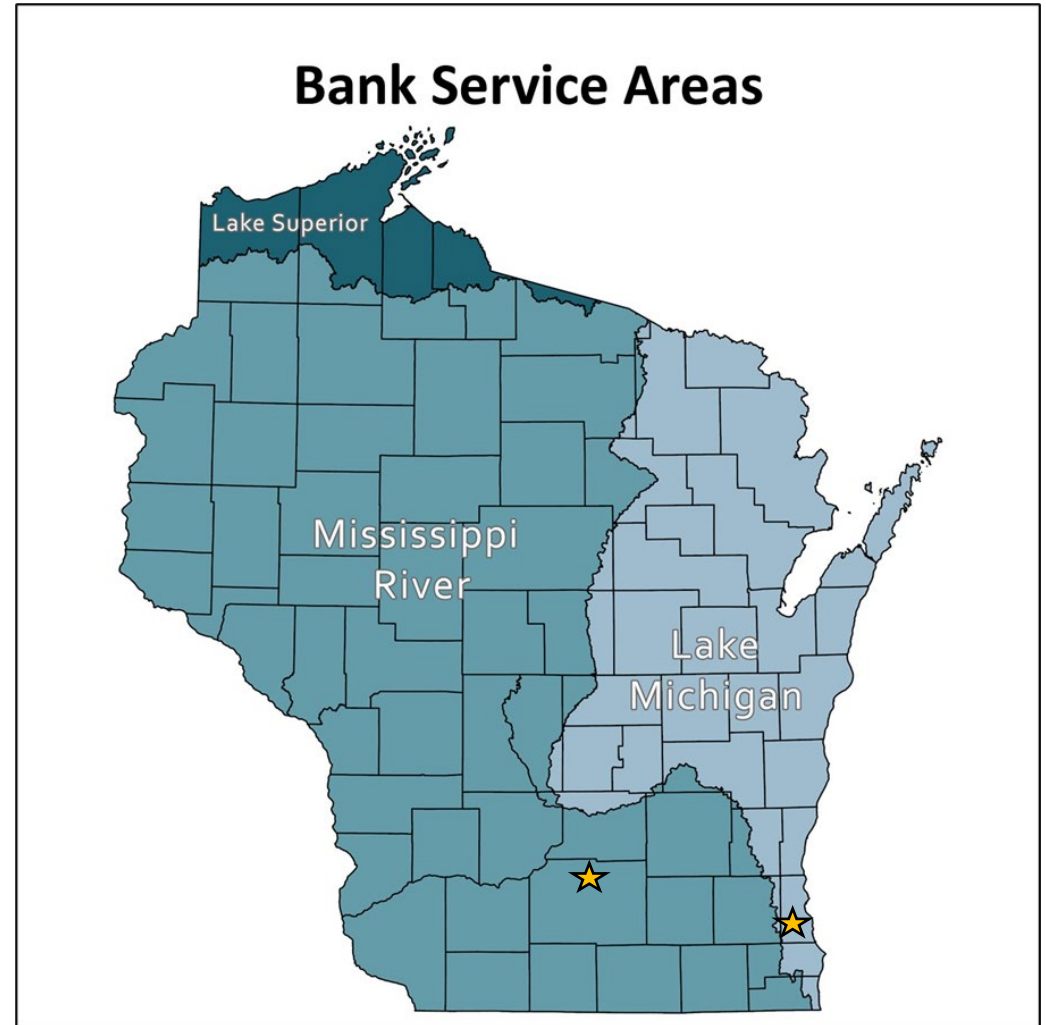 Bank Service Areas
Lake Superior
Mississippi
River
Lake
Michigan